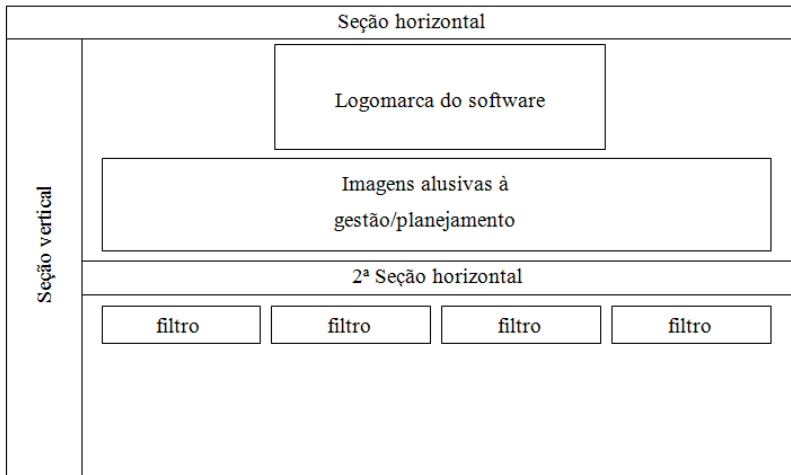 Seção horizontal
Seção vertical
Logomarca do software
Imagens alusivas à
gestão/planejamento
2ª Seção horizontal
filtro
filtro
filtro
filtro